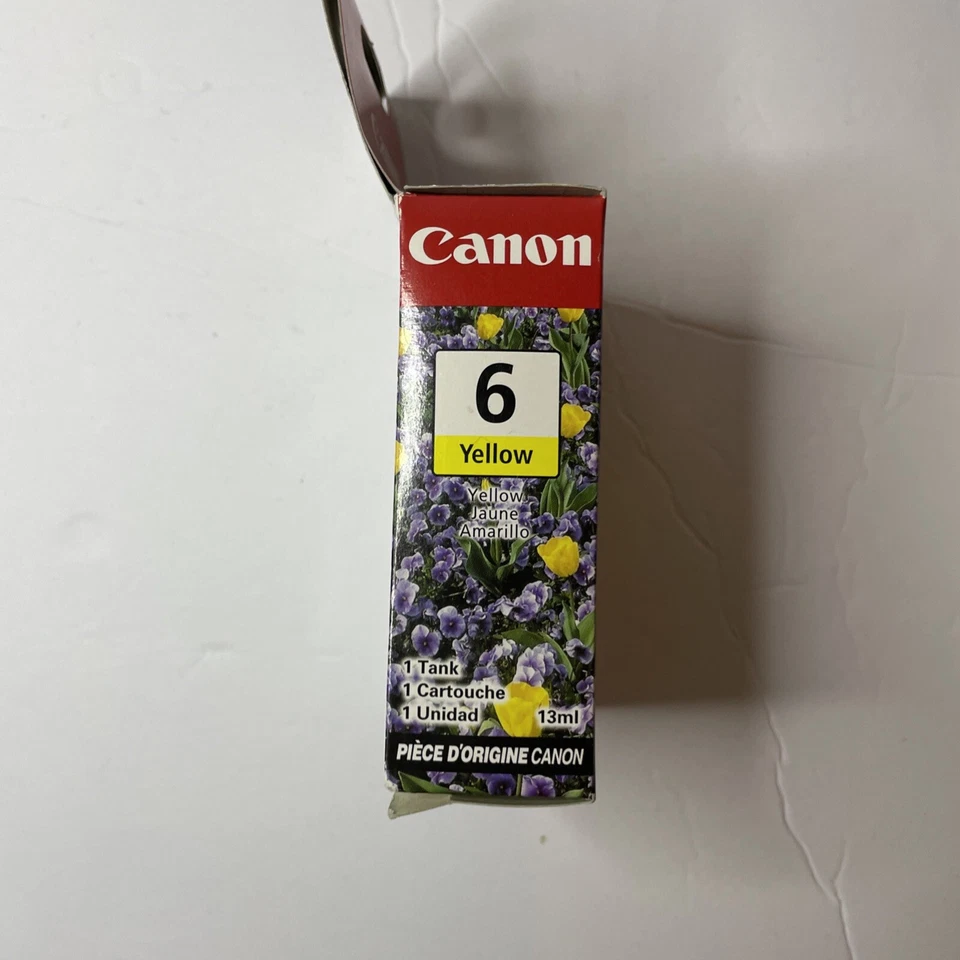 Canon
6
Yellow
Yellow
Jaune
Amarillo
1 Tank
1 Cartouche
1 Unidad 13ml
PIÈCE D'ORIGINE CANON